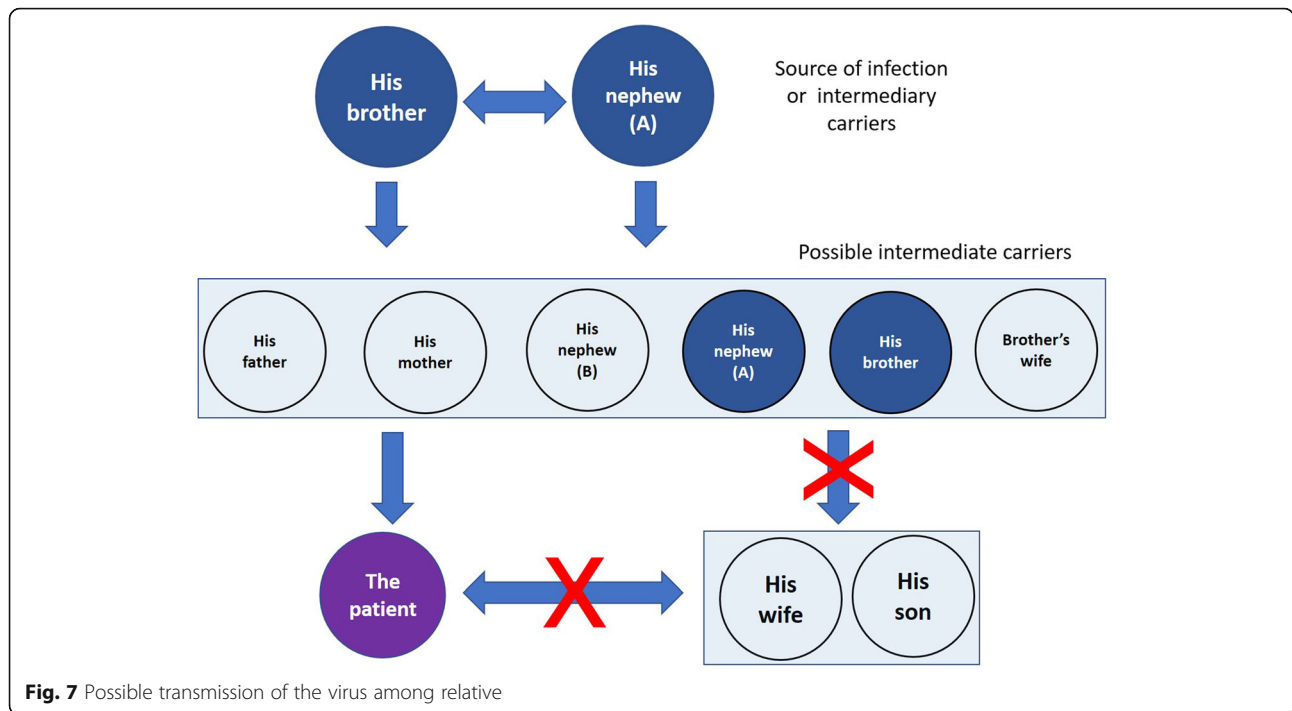 His
brother
His
nephew
(A)
Source of infection
or intermediary
carriers
Possible intermediate carriers
His
father
His
mother
His
nephew
(B)
His
nephew
(A)
His
brother
Brother's
wife
The
patient
His
wife
His
son
Fig. 7 Possible transmission of the virus among relative